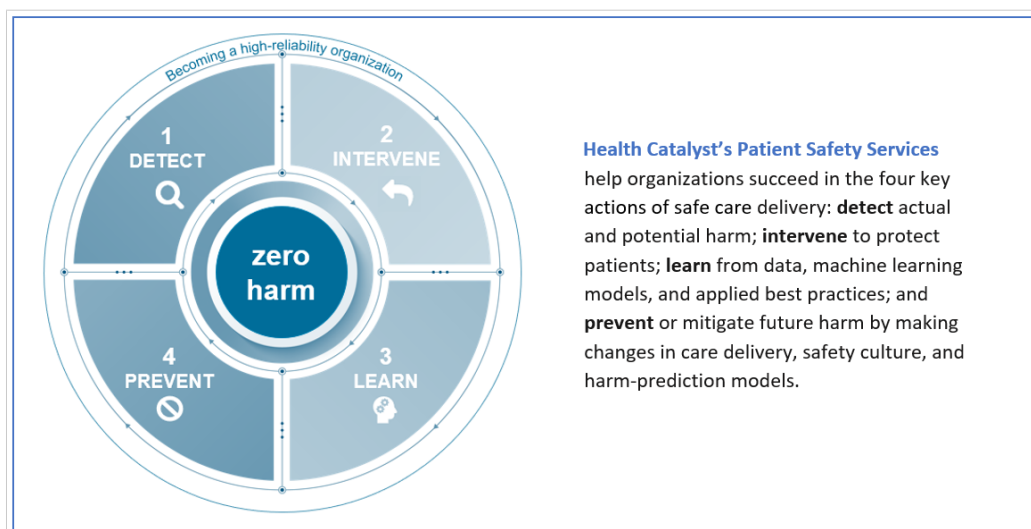 Becoming a high-reliability organization
1
DETECT
2
INTERVENE
zero
harm
4
PREVENT
3
LEARN
Health Catalyst’s Patient Safety Services
help organizations succeed in the four key
actions of safe care delivery: detect actual
and potential harm; intervene to protect
patients; learn from data, machine learning
models, and applied best practices; and
prevent or mitigate future harm by making
changes in care delivery, safety culture, and
harm-prediction models.